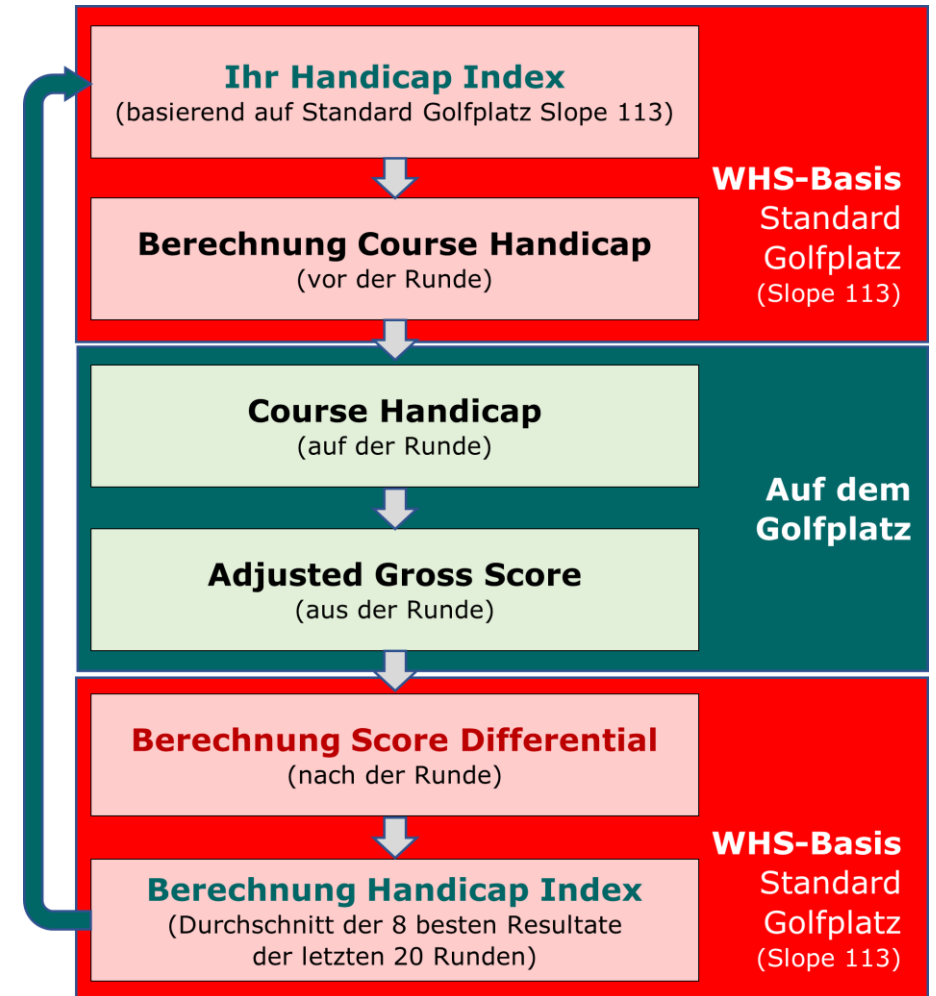 Ihr Handicap Index
(basierend auf Standard Golfplatz Slope 113)
Berechnung Course Handicap
(vor der Runde)
WHS-Basis
Standard
Golfplatz
(Slope 113)
Course Handicap
(auf der Runde)
Adjusted Gross Score
(aus der Runde)
Auf dem
Golfplatz
Berechnung Score Differential
(nach der Runde)
Berechnung Handicap Index
(Durchschnitt der 8 besten Resultate
der letzten 20 Runden)
WHS-Basis
Standard
Golfplatz
(Slope 113)